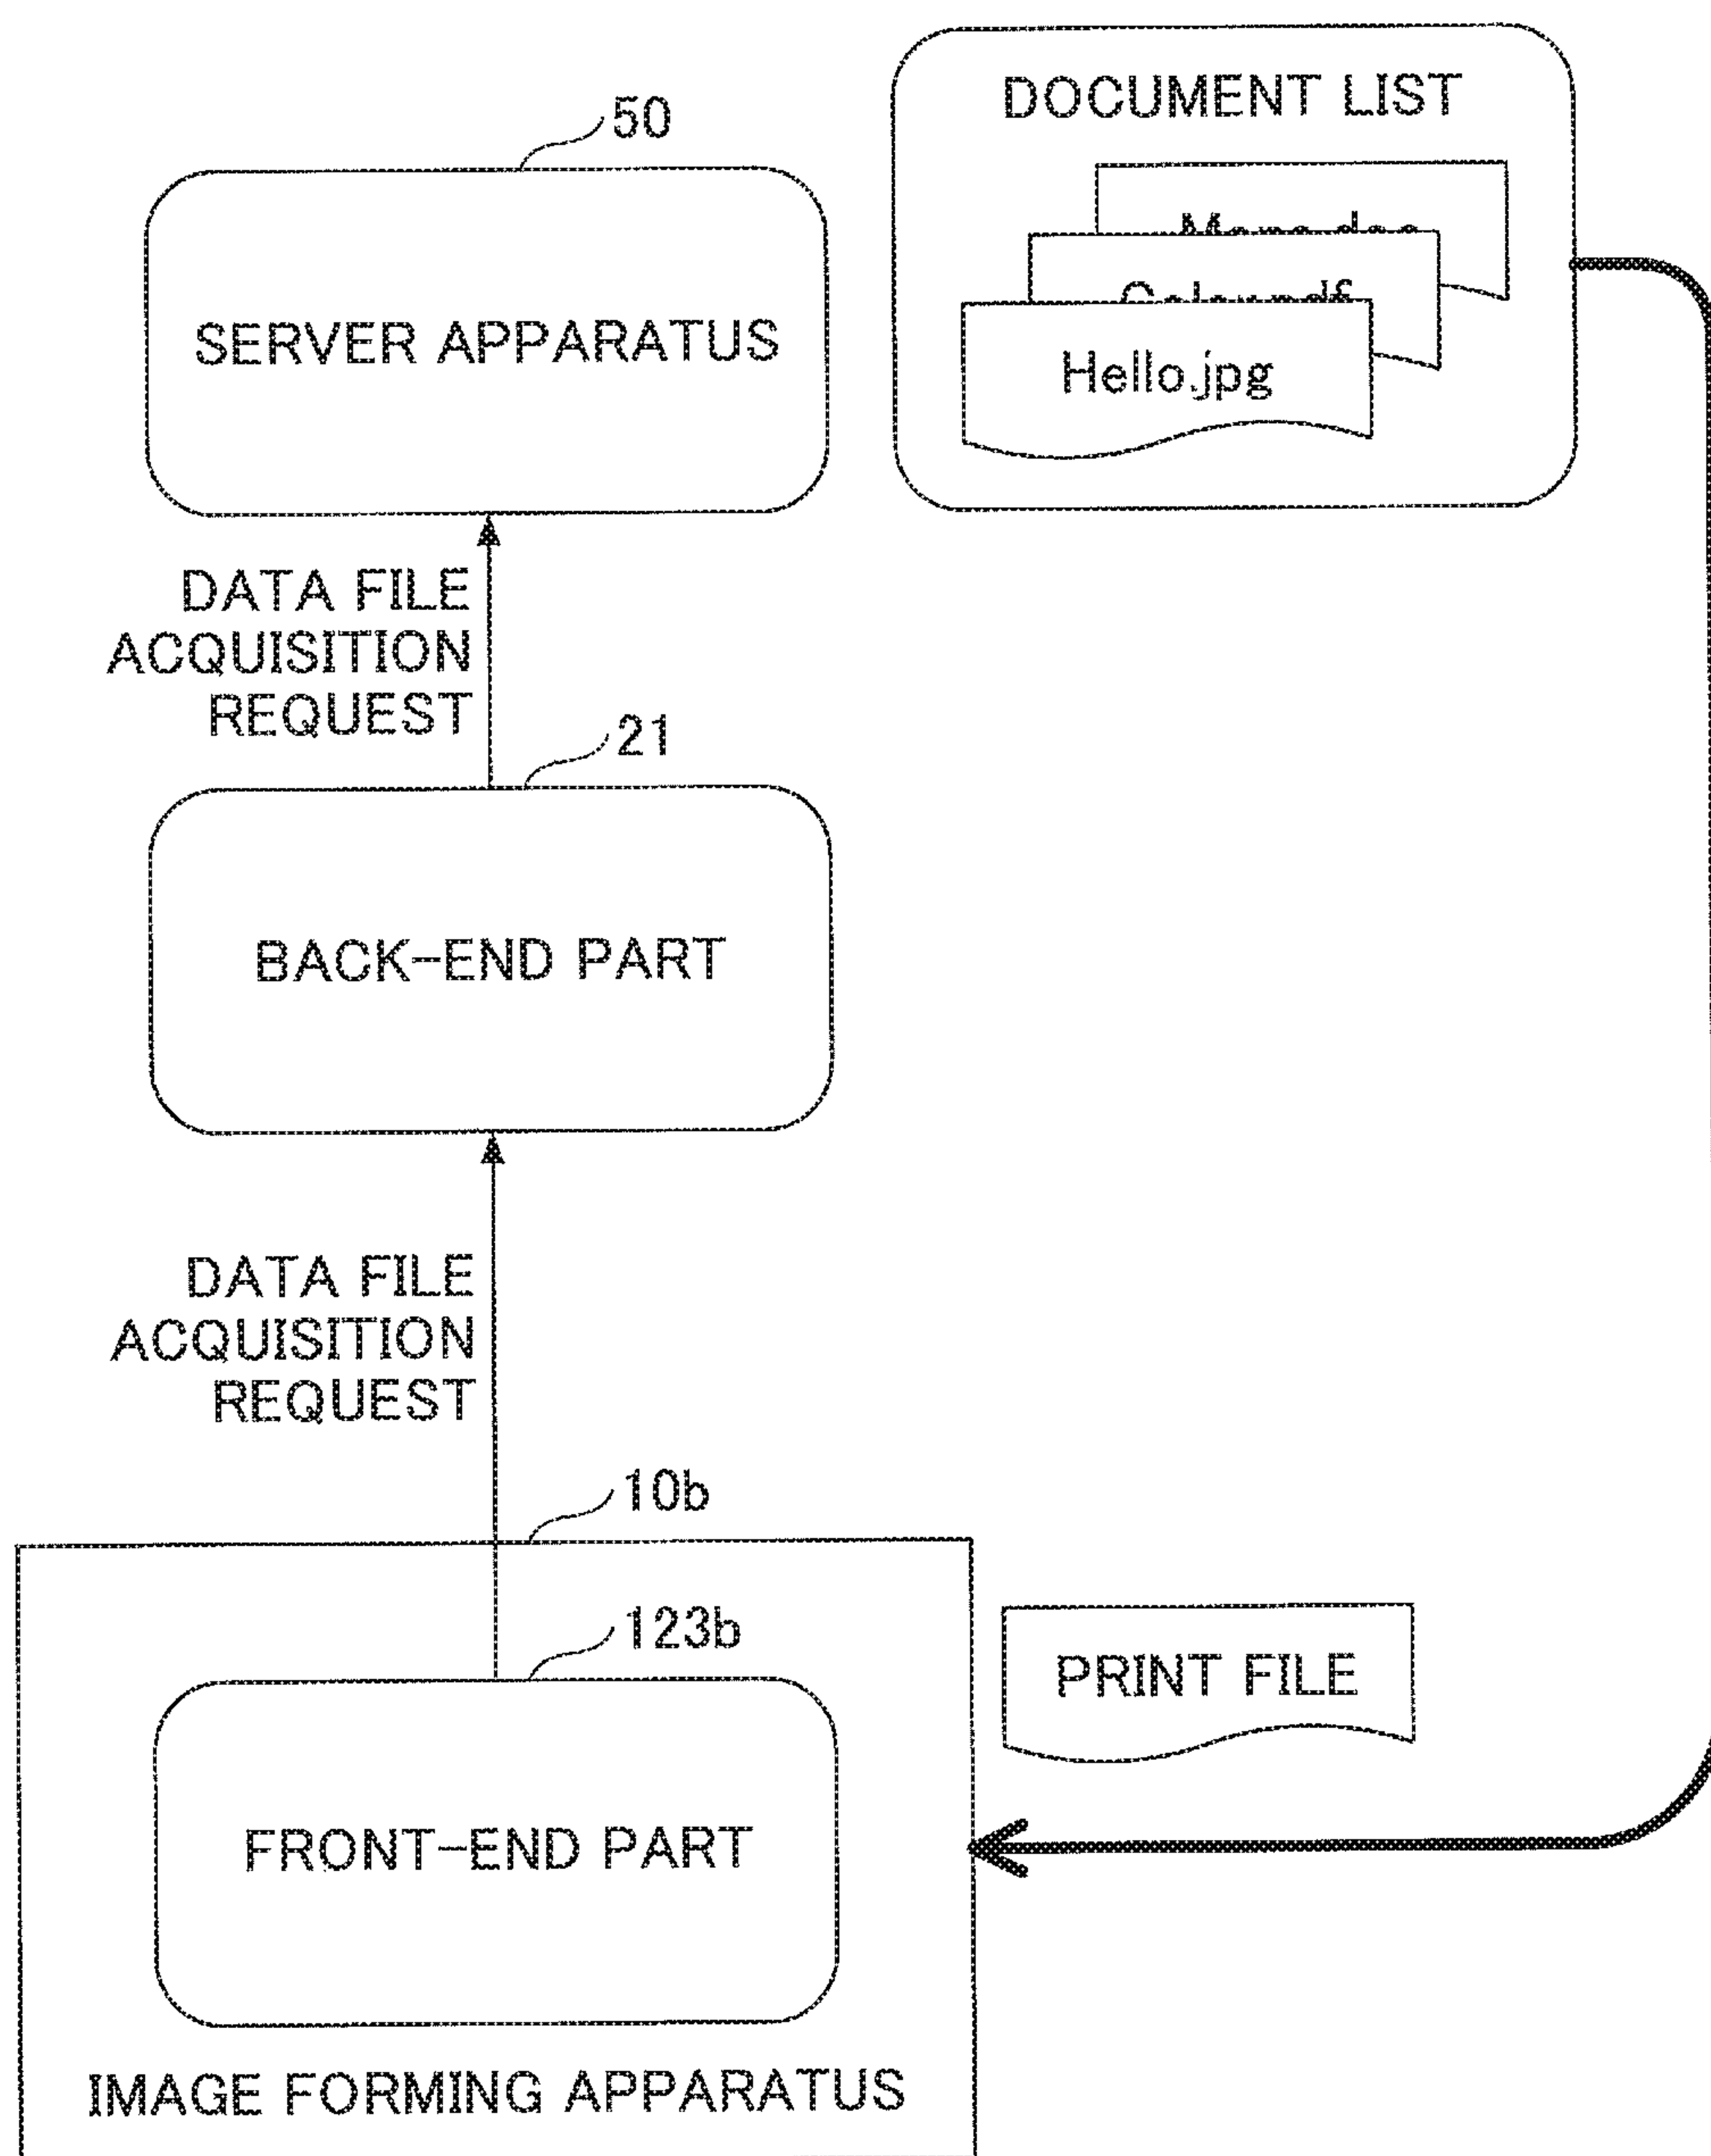 DOCUMENT LIST
50
SERVER APPARATUS
Hello.jpg
DATA FILE
ACQUISITION
REQUEST
21
BACK-END PART
DATA FILE
ACQUISITION
REQUEST
10b
123b
PRINT FILE
FRONT-END PART
IMAGE FORMING APPARATUS